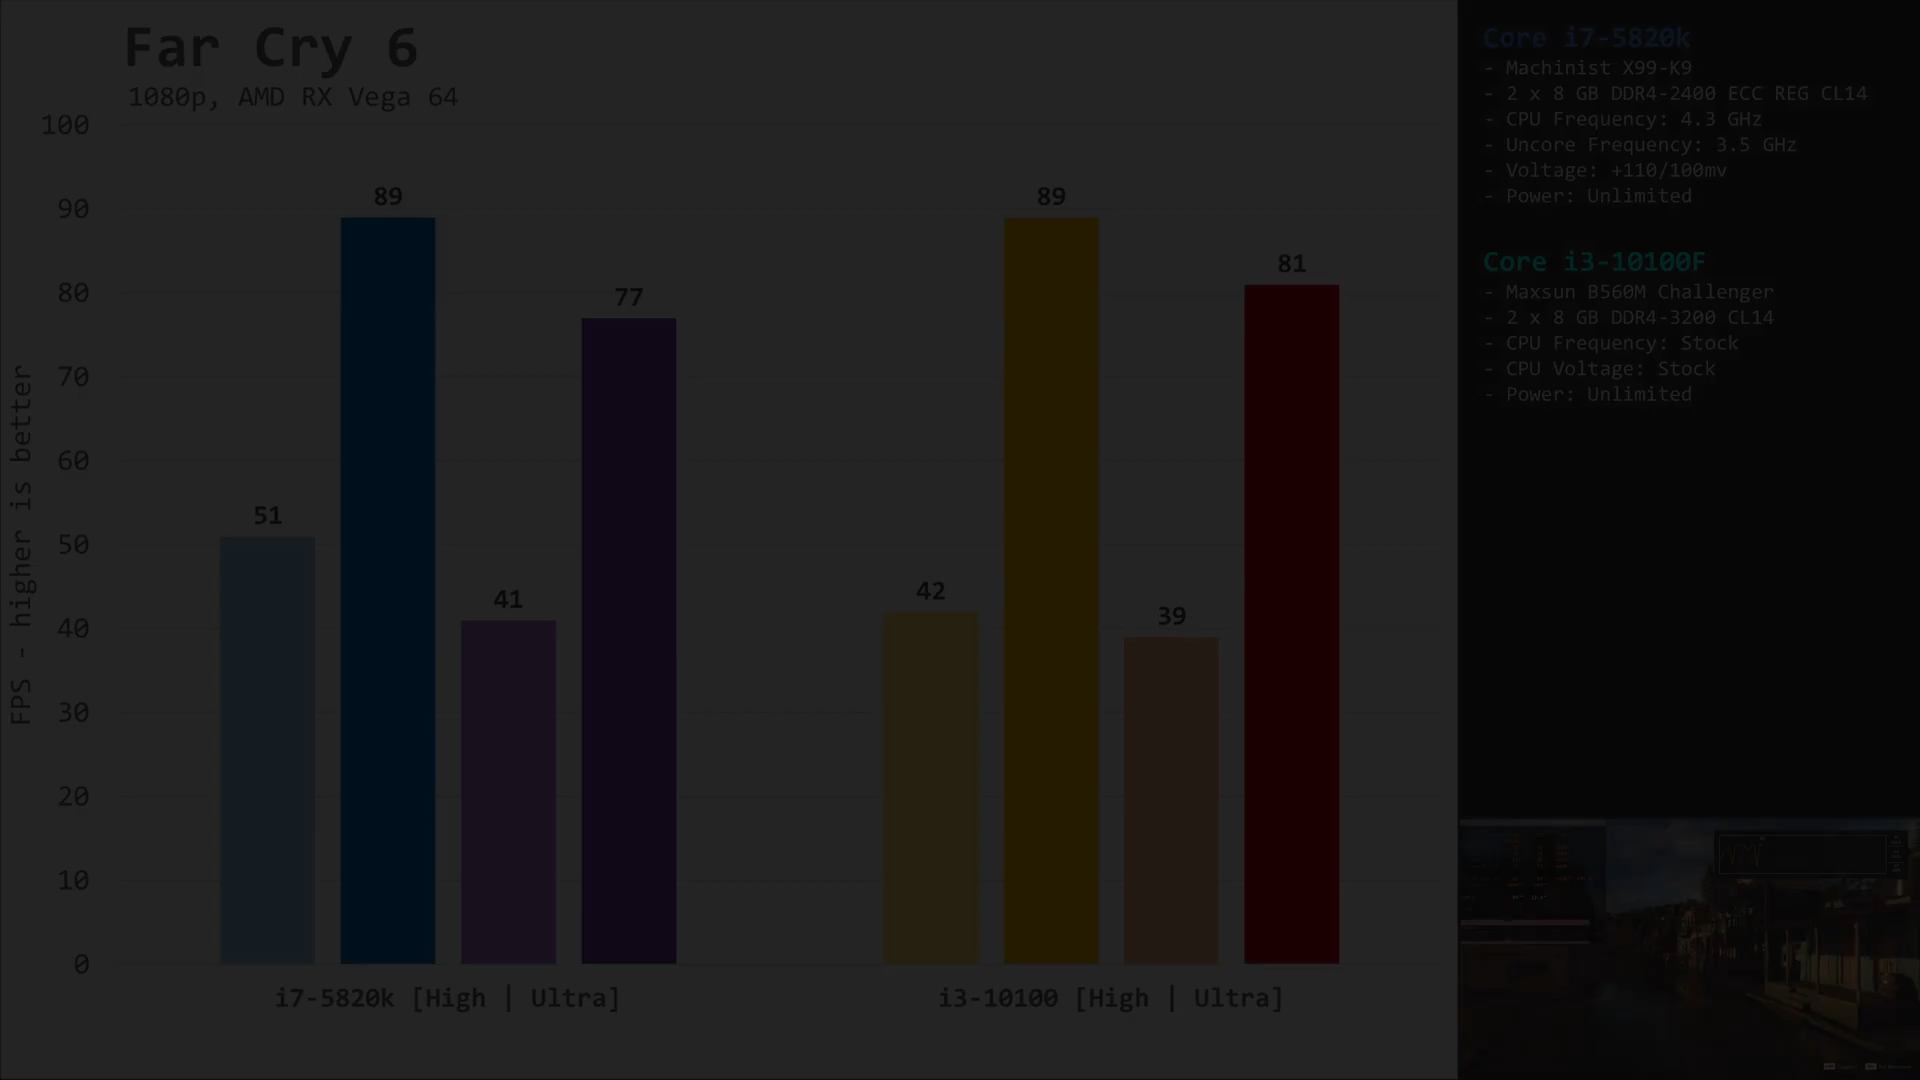 Far Cry 6
1080p, AMD RX Vega 64
FPS - higher is better
100
90
80
70
60
50
40
30
20
10
0
51
89
41
77
42
89
39
81
i7-5820k [High | Ultra]
i3-10100 [High | Ultra]
Core i7-5820k
- Machinist X99-K9
- 2 x 8 GB DDR4-2400 ECC REG CL14
- CPU Frequency: 4.3 GHz
- Uncore Frequency: 3.5 GHz
- Voltage: +110/100mv
- Power: Unlimited
Core i3-10100F
- Maxsun B560M Challenger
- 2 x 8 GB DDR4-3200 CL14
- CPU Frequency: Stock
- CPU Voltage: Stock
- Power: Unlimited